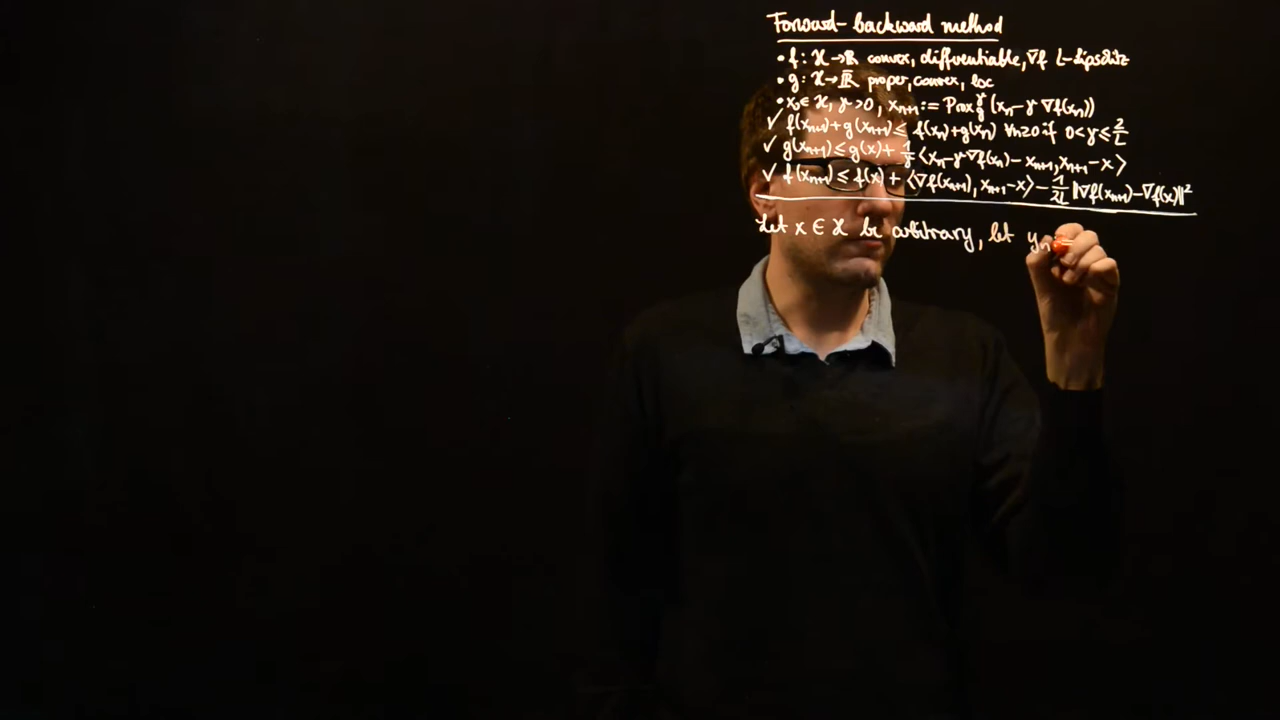 Forward-backward method
• f: ℋ→ℝ convex, differentiable, ∇f L-Lipschitz
• g: ℋ→ℝ̄ proper, convex, lsc
• x₀ ∈ ℋ, γ>0, xₙ₊₁ := Prox_g^γ (xₙ - γ ∇f(xₙ))
✓ f(xₙ₊₁)+g(xₙ₊₁) ≤ f(xₙ)+g(xₙ) ∀n≥0 if 0<γ≤2/L
✓ g(xₙ₊₁) ≤ g(x) + 1/γ ⟨xₙ-γ∇f(xₙ)-xₙ₊₁, xₙ₊₁-x⟩
✓ f(xₙ₊₁) ≤ f(x) + ⟨∇f(xₙ₊₁), xₙ₊₁-x⟩ - 1/2L ‖∇f(xₙ₊₁)-∇f(x)‖²
Let x ∈ ℋ be arbitrary, let yₙ